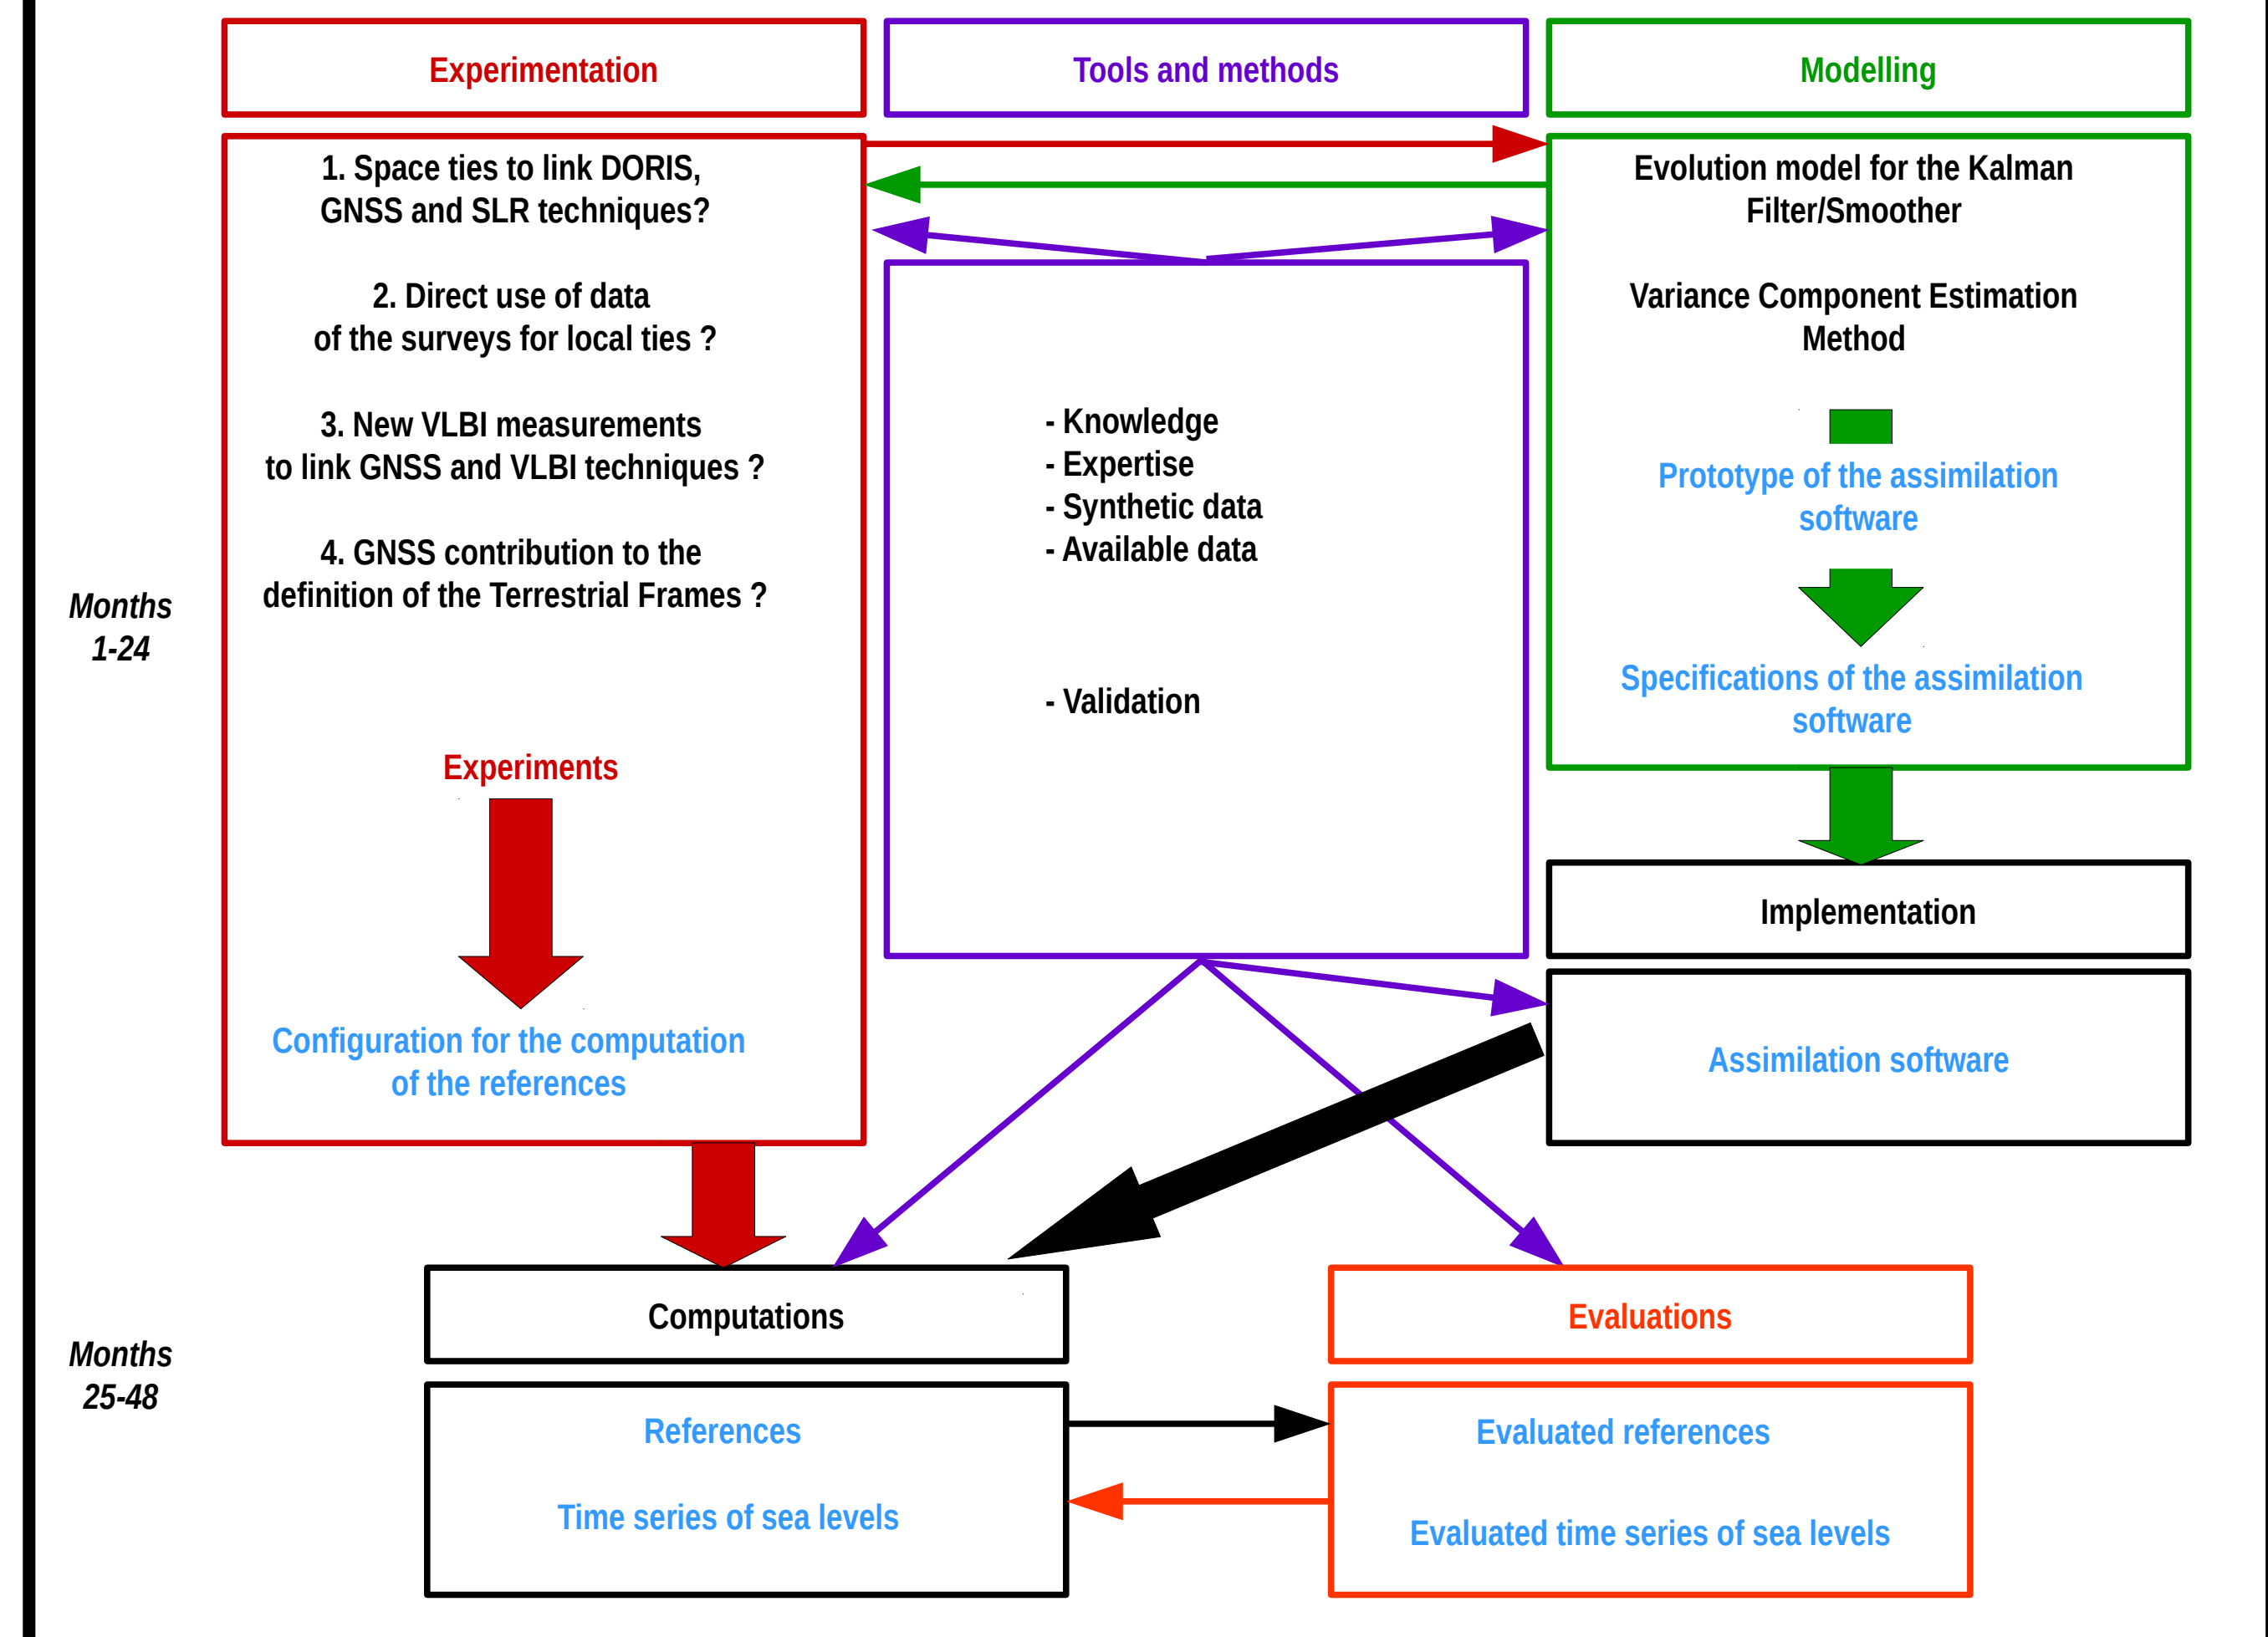 Experimentation
Tools and methods
Modelling
1. Space ties to link DORIS,
GNSS and SLR techniques?
2. Direct use of data
of the surveys for local ties ?
3. New VLBI measurements
to link GNSS and VLBI techniques ?
4. GNSS contribution to the
definition of the Terrestrial Frames ?
Experiments
Configuration for the computation
of the references
- Knowledge
- Expertise
- Synthetic data
- Available data
- Validation
Evolution model for the Kalman
Filter/Smoother
Variance Component Estimation
Method
Prototype of the assimilation
software
Specifications of the assimilation
software
Months
1-24
Implementation
Assimilation software
Months
25-48
Computations
References
Time series of sea levels
Evaluations
Evaluated references
Evaluated time series of sea levels